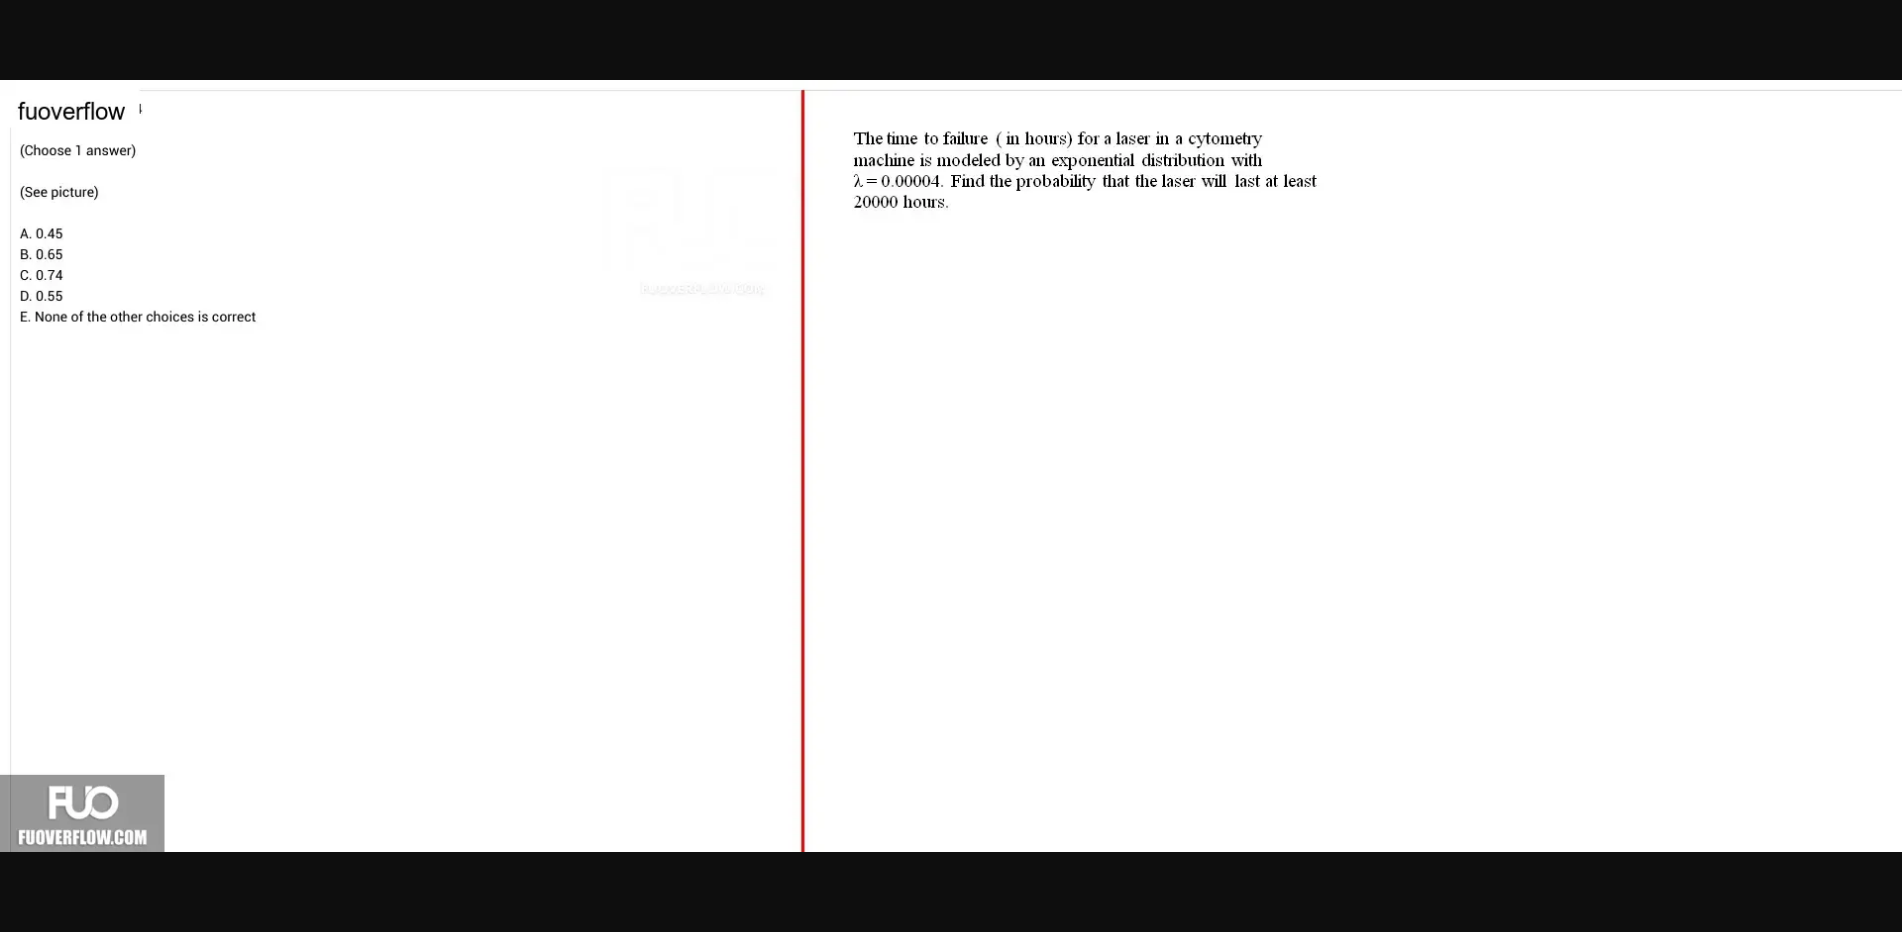 fuoverflow
(Choose 1 answer)
(See picture)
A. 0.45
B. 0.65
C. 0.74
D. 0.55
E. None of the other choices is correct
The time to failure ( in hours) for a laser in a cytometry
machine is modeled by an exponential distribution with
λ = 0.00004. Find the probability that the laser will last at least
20000 hours.
FUOVERFLOW.COM
FUO
FUOVERFLOW.COM